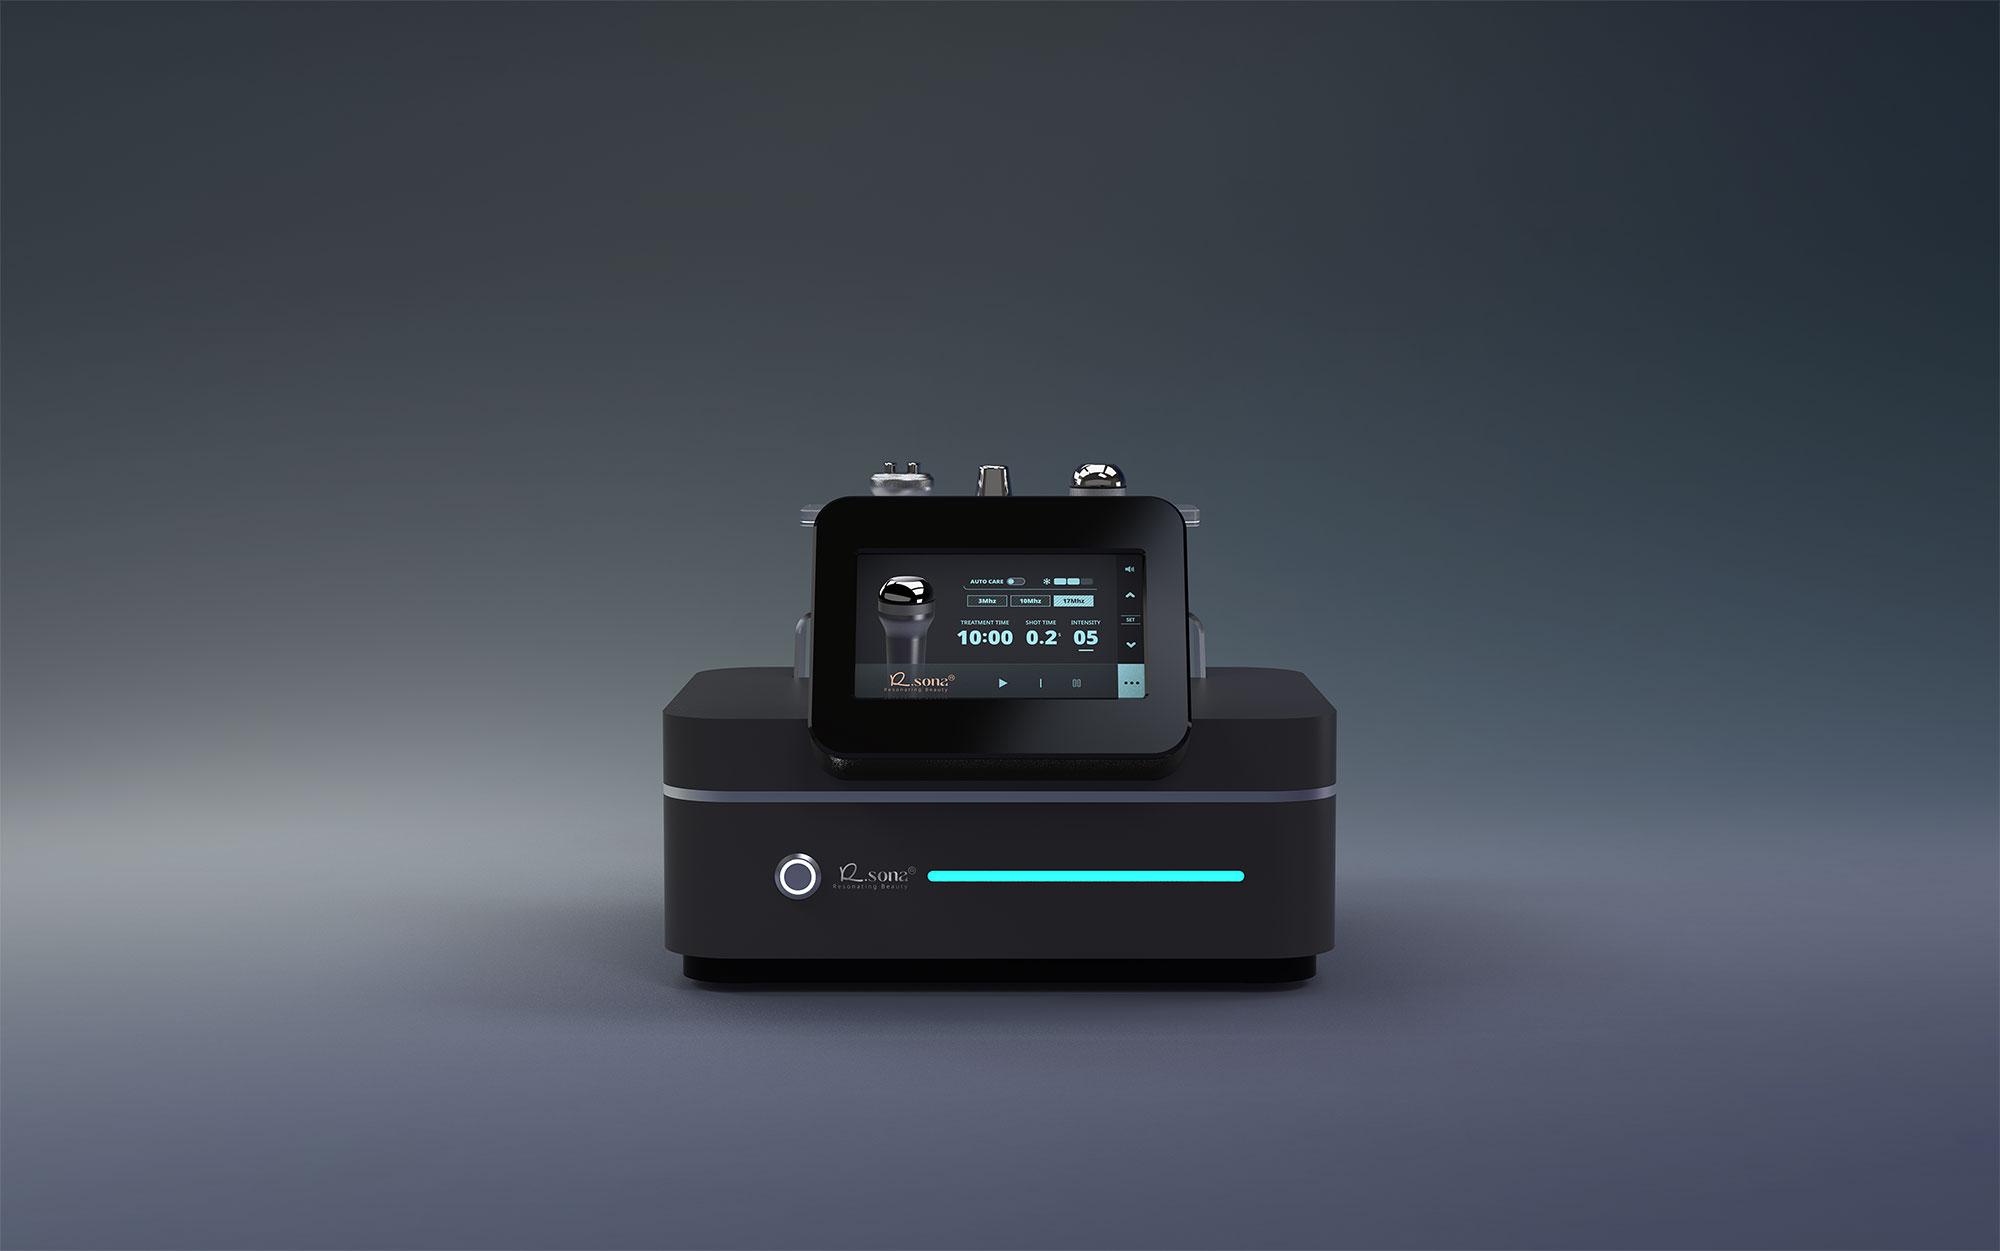 AUTO CARE
3Mhz 10Mhz 17Mhz
TREATMENT TIME SHOT TIME INTENSITY
10:00 0.2s 05
SET
R.sona
Resonating Beauty
R.sona
Resonating Beauty